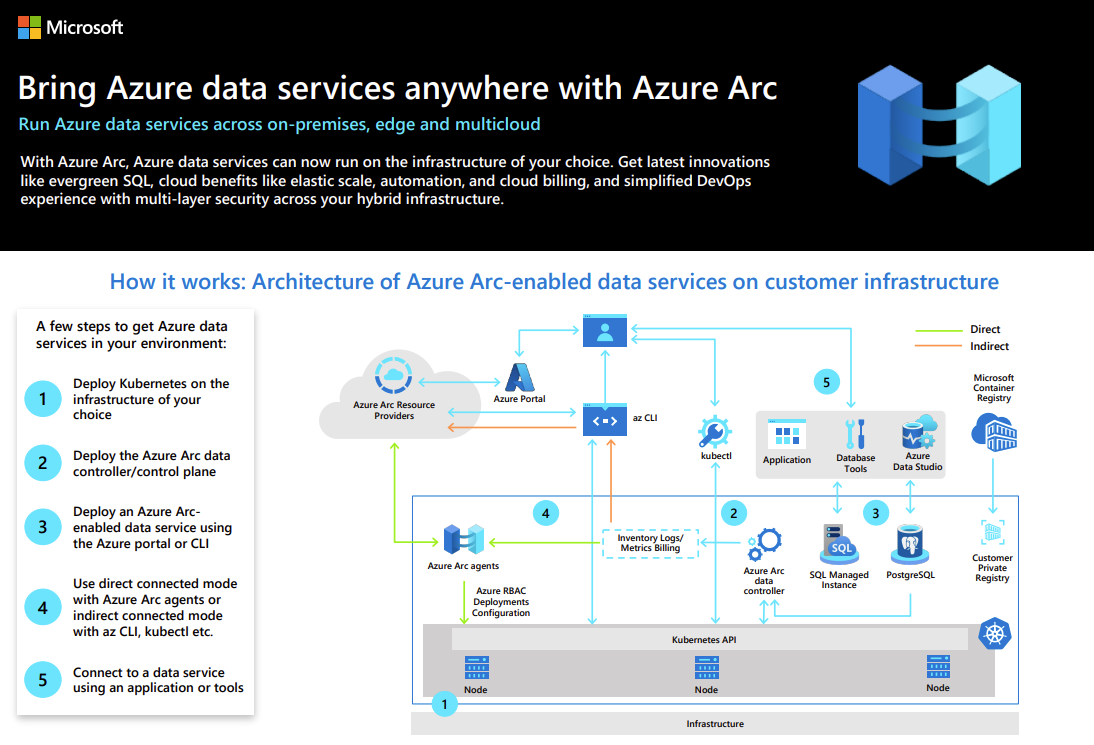 Microsoft
Bring Azure data services anywhere with Azure Arc
Run Azure data services across on-premises, edge and multicloud
With Azure Arc, Azure data services can now run on the infrastructure of your choice. Get latest innovations
like evergreen SQL, cloud benefits like elastic scale, automation, and cloud billing, and simplified DevOps
experience with multi-layer security across your hybrid infrastructure.
How it works: Architecture of Azure Arc-enabled data services on customer infrastructure
A few steps to get Azure data
services in your environment:
1
Deploy Kubernetes on the
infrastructure of your
choice
2
Deploy the Azure Arc data
controller/control plane
3
Deploy an Azure Arc-
enabled data service using
the Azure portal or CLI
4
Use direct connected mode
with Azure Arc agents or
indirect connected mode
with az CLI, kubectl etc.
5
Connect to a data service
using an application or tools
Direct
Indirect
Azure Arc Resource
Providers
Azure Portal
az CLI
kubectl
5
Application
Database
Tools
Azure
Data Studio
Microsoft
Container
Registry
4
2
3
Azure Arc agents
Inventory Logs/
Metrics Billing
Azure Arc
data
controller
SQL
SQL Managed
Instance
PostgreSQL
Customer
Private
Registry
Azure RBAC
Deployments
Configuration
Kubernetes API
Node
Node
Node
1
Infrastructure